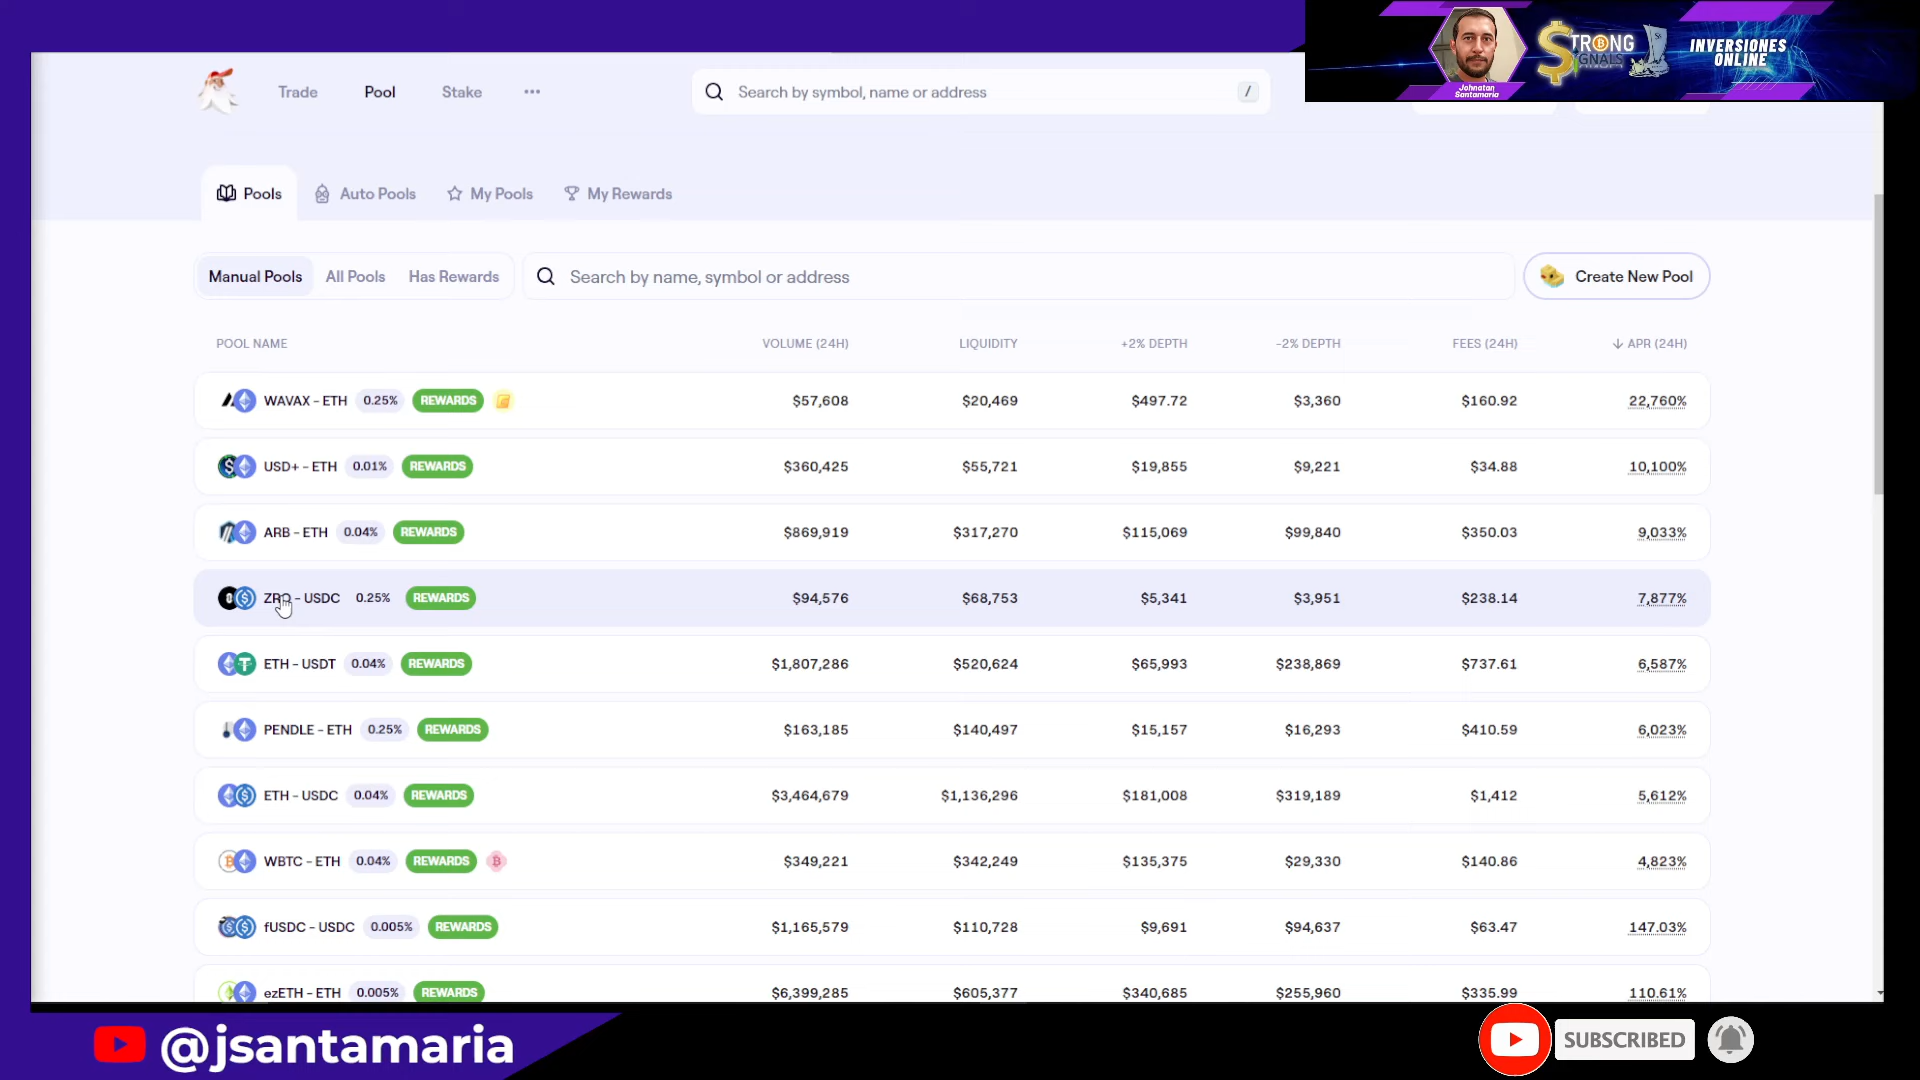 Trade
Pool
Stake
Search by symbol, name or address
/
Johnatan
Santamaria
STRONG
INVERSIONES
ONLINE
Pools
Auto Pools
My Pools
My Rewards
Manual Pools
All Pools
Has Rewards
Search by name, symbol or address
Create New Pool
POOL NAME VOLUME (24H) LIQUIDITY +2% DEPTH -2% DEPTH FEES (24H) ↓ APR (24H)
WAVAX - ETH 0.25% REWARDS $57,608 $20,469 $497.72 $3,360 $160.92 22,760%
USD+ - ETH 0.01% REWARDS $360,425 $55,721 $19,855 $9,221 $34.88 10,100%
ARB - ETH 0.04% REWARDS $869,919 $317,270 $115,069 $99,840 $350.03 9,033%
ZRO - USDC 0.25% REWARDS $94,576 $68,753 $5,341 $3,951 $238.14 7,877%
ETH - USDT 0.04% REWARDS $1,807,286 $520,624 $65,993 $238,869 $737.61 6,587%
PENDLE - ETH 0.25% REWARDS $163,185 $140,497 $15,157 $16,293 $410.59 6,023%
ETH - USDC 0.04% REWARDS $3,464,679 $1,136,296 $181,008 $319,189 $1,412 5,612%
WBTC - ETH 0.04% REWARDS $349,221 $342,249 $135,375 $29,330 $140.86 4,823%
fUSDC - USDC 0.005% REWARDS $1,165,579 $110,728 $9,691 $94,637 $63.47 147.03%
ezETH - ETH 0.005% REWARDS $6,399,285 $605,377 $340,685 $255,960 $335.99 110.61%
@jsantamaria
SUBSCRIBED